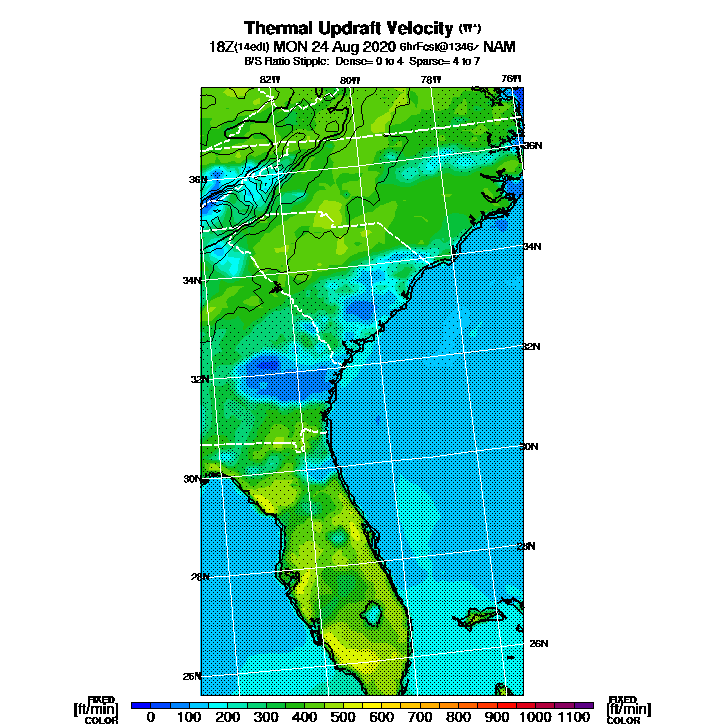 Thermal Updraft Velocity (W*)
18Z(14edt) MON 24 Aug 2020 6hrFcst@1346z NAM
B/S Ratio Stipple: Dense= 0 to 4 Sparse= 4 to 7
82W 80W 78W 76W
36N
36N
34N
34N
32N
32N
30N
30N
28N
28N
26N
26N
FIXED FIXED
[ft/min] 0 100 200 300 400 500 600 700 800 900 1000 1100 [ft/min]
COLOR COLOR